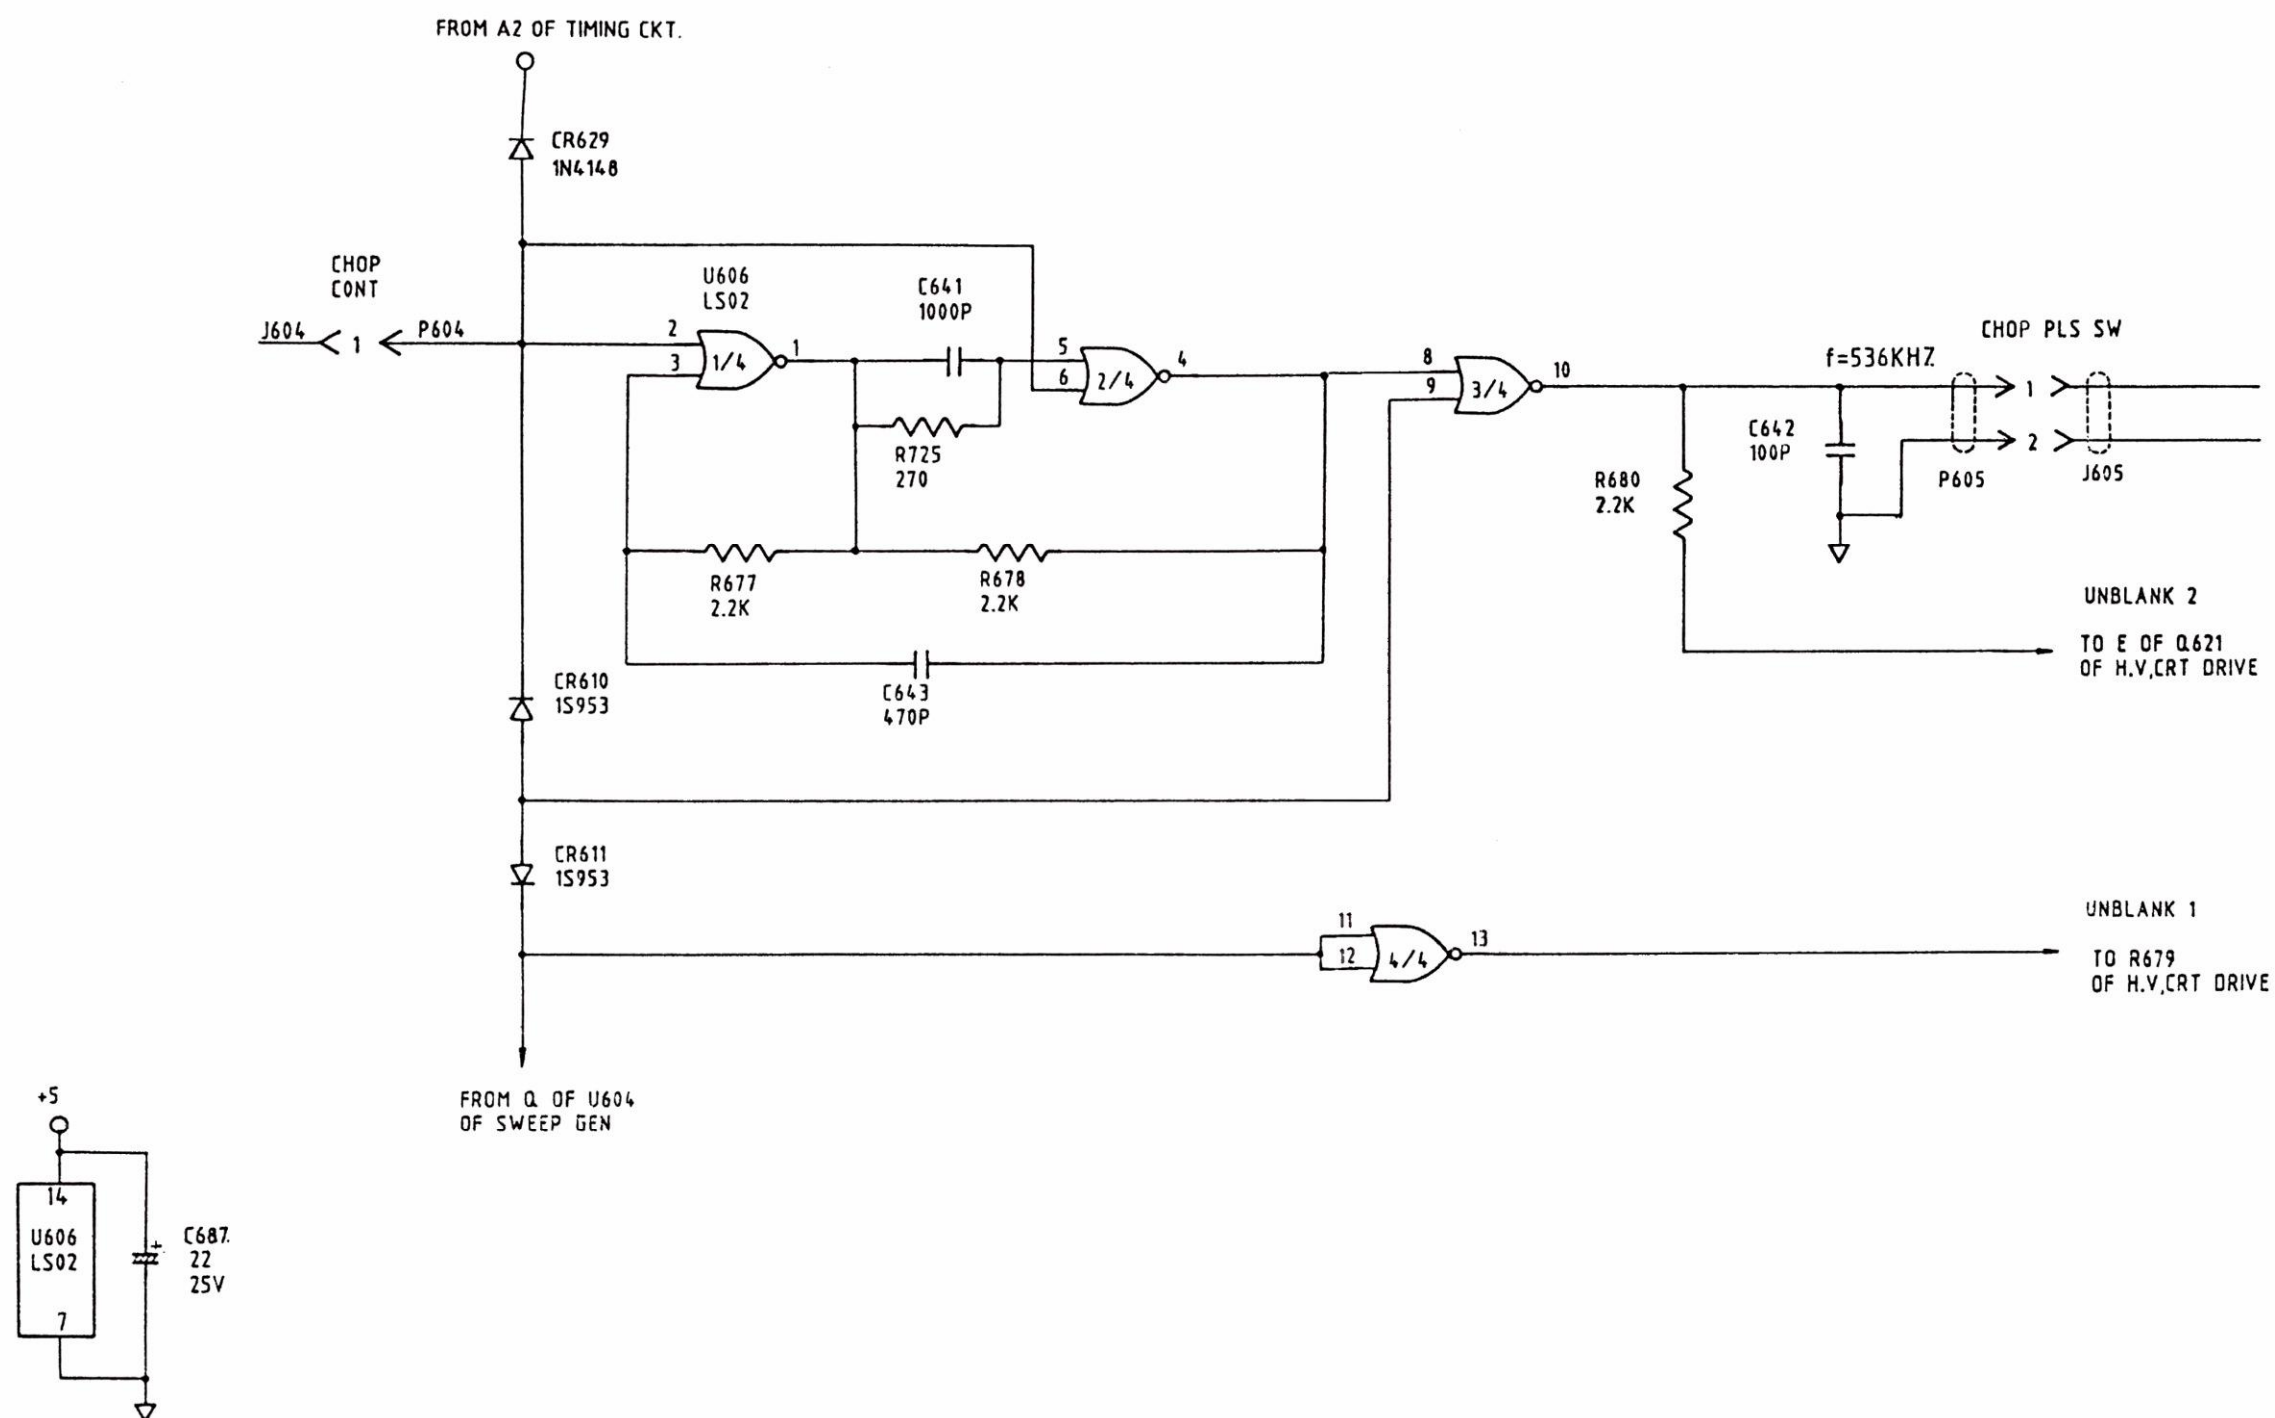 FROM A2 OF TIMING CKT.
CR629
1N4148
CHOP
CONT
J604
1
P604
U606
LS02
2
3
1/4
1
C641
1000P
R725
270
5
6
2/4
4
8
9
3/4
10
f=536KHZ
CHOP PLS SW
1
2
P605
J605
C642
100P
R680
2.2K
R677
2.2K
R678
2.2K
C643
470P
UNBLANK 2
TO E OF Q621
OF H.V,CRT DRIVE
CR610
1S953
CR611
1S953
11
12
4/4
13
UNBLANK 1
TO R679
OF H.V,CRT DRIVE
FROM Q OF U604
OF SWEEP GEN
+5
14
U606
LS02
7
+
C687
22
25V